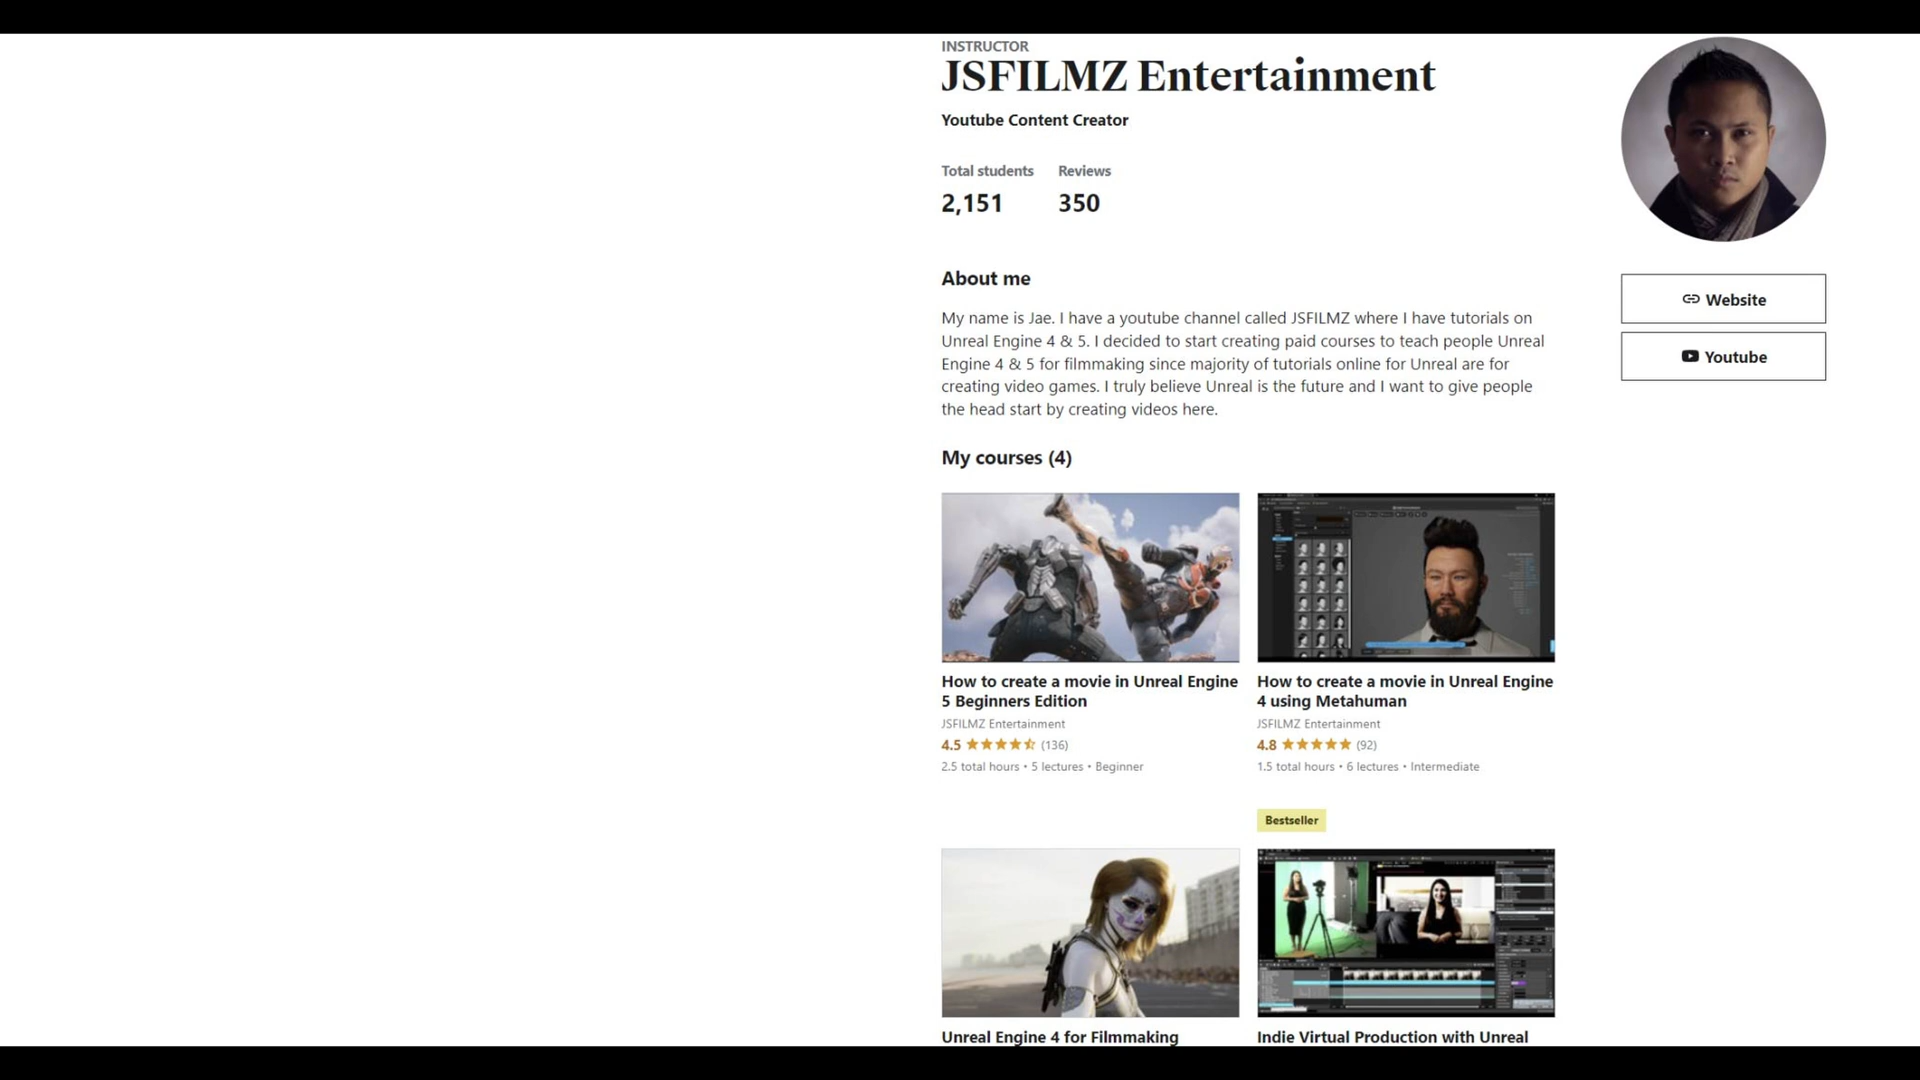 INSTRUCTOR
JSFILMZ Entertainment
Youtube Content Creator
Total students Reviews
2,151 350
Website
Youtube
About me
My name is Jae. I have a youtube channel called JSFILMZ where I have tutorials on
Unreal Engine 4 & 5. I decided to start creating paid courses to teach people Unreal
Engine 4 & 5 for filmmaking since majority of tutorials online for Unreal are for
creating video games. I truly believe Unreal is the future and I want to give people
the head start by creating videos here.
My courses (4)
How to create a movie in Unreal Engine
5 Beginners Edition
JSFILMZ Entertainment
4.5 (136)
2.5 total hours • 5 lectures • Beginner
How to create a movie in Unreal Engine
4 using Metahuman
JSFILMZ Entertainment
4.8 (92)
1.5 total hours • 6 lectures • Intermediate
Bestseller
Unreal Engine 4 for Filmmaking
Indie Virtual Production with Unreal